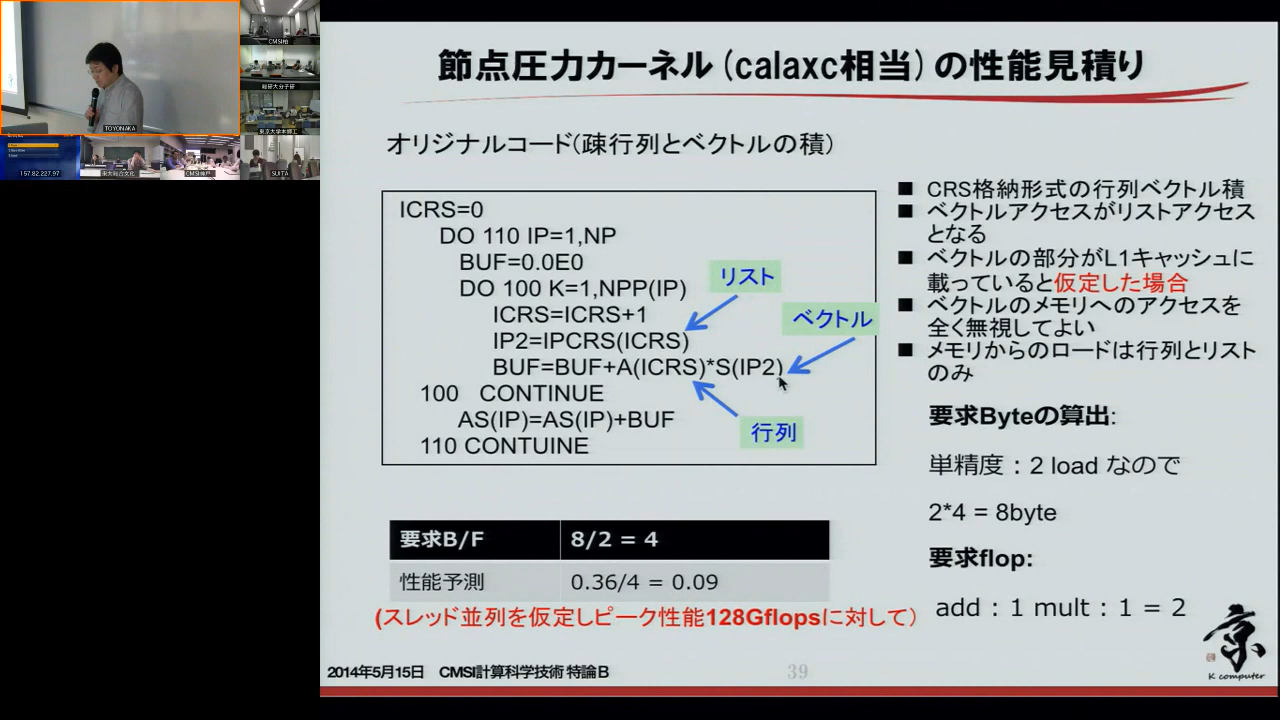 TOYONAKA
CMSI柏
総研大分子研
東京大学本郷工
157.82.227.97
東大総合文化
CMSI神戸
SUITA
節点圧力カーネル(calaxc相当)の性能見積り
オリジナルコード(疎行列とベクトルの積)
ICRS=0
DO 110 IP=1,NP
BUF=0.0E0
DO 100 K=1,NPP(IP)
ICRS=ICRS+1
IP2=IPCRS(ICRS)
BUF=BUF+A(ICRS)*S(IP2)
100 CONTINUE
AS(IP)=AS(IP)+BUF
110 CONTUINE
リスト
ベクトル
行列
■ CRS格納形式の行列ベクトル積
■ ベクトルアクセスがリストアクセス
となる
■ ベクトルの部分がL1キャッシュに
載っていると仮定した場合
■ ベクトルのメモリへのアクセスを
全く無視してよい
■ メモリからのロードは行列とリスト
のみ
要求Byteの算出:
単精度：2 load なので
2*4 = 8byte
要求flop:
add : 1 mult : 1 = 2
要求B/F 8/2 = 4
性能予測 0.36/4 = 0.09
(スレッド並列を仮定しピーク性能128Gflopsに対して)
2014年5月15日 CMSI計算科学技術 特論B
39
京
K computer